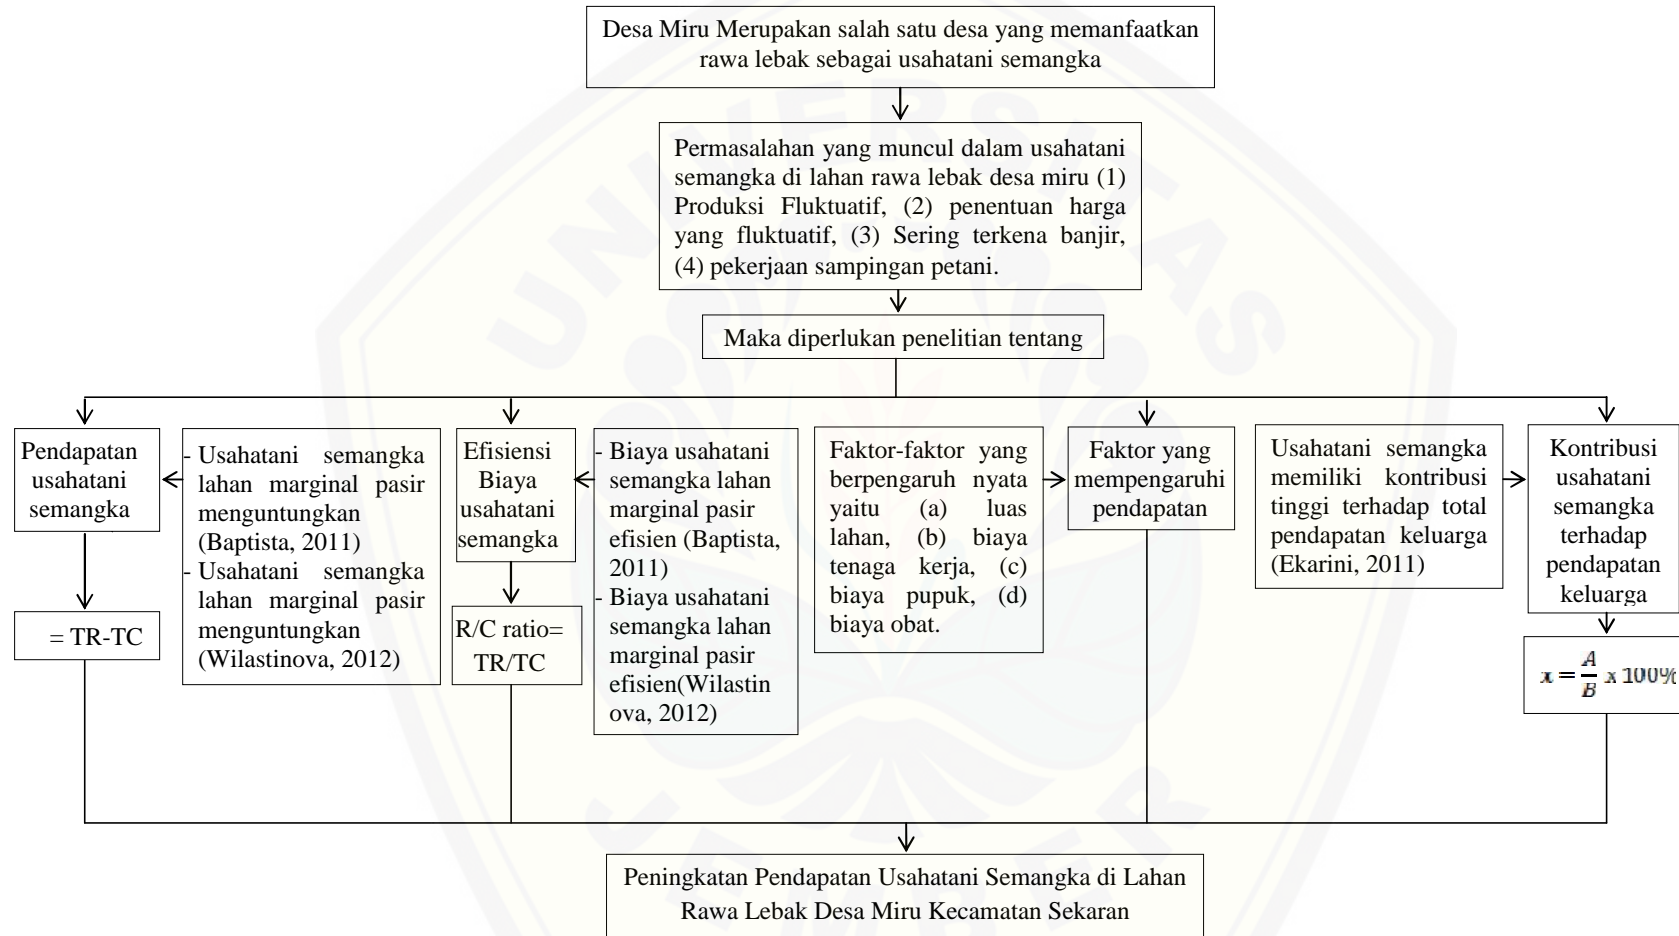 Desa Miru Merupakan salah satu desa yang memanfaatkan
rawa lebak sebagai usahatani semangka
Permasalahan yang muncul dalam usahatani
semangka di lahan rawa lebak desa miru (1)
Produksi Fluktuatif, (2) penentuan harga
yang fluktuatif, (3) Sering terkena banjir,
(4) pekerjaan sampingan petani.
Maka diperlukan penelitian tentang
Pendapatan
usahatani
semangka
= TR-TC
- Usahatani semangka
lahan marginal pasir
menguntungkan
(Baptista, 2011)
- Usahatani semangka
lahan marginal pasir
menguntungkan
(Wilastinova, 2012)
Efisiensi
Biaya
usahatani
semangka
R/C ratio=
TR/TC
- Biaya usahatani
semangka lahan
marginal pasir
efisien (Baptista,
2011)
- Biaya usahatani
semangka lahan
marginal pasir
efisien(Wilastin
ova, 2012)
Faktor-faktor yang
berpengaruh nyata
yaitu (a) luas
lahan, (b) biaya
tenaga kerja, (c)
biaya pupuk, (d)
biaya obat.
Faktor yang
mempengaruhi
pendapatan
Usahatani semangka
memiliki kontribusi
tinggi terhadap total
pendapatan keluarga
(Ekarini, 2011)
Kontribusi
usahatani
semangka
terhadap
pendapatan
keluarga
x = A/B x 100%
Peningkatan Pendapatan Usahatani Semangka di Lahan
Rawa Lebak Desa Miru Kecamatan Sekaran
UNIVERSITAS
JEMBER